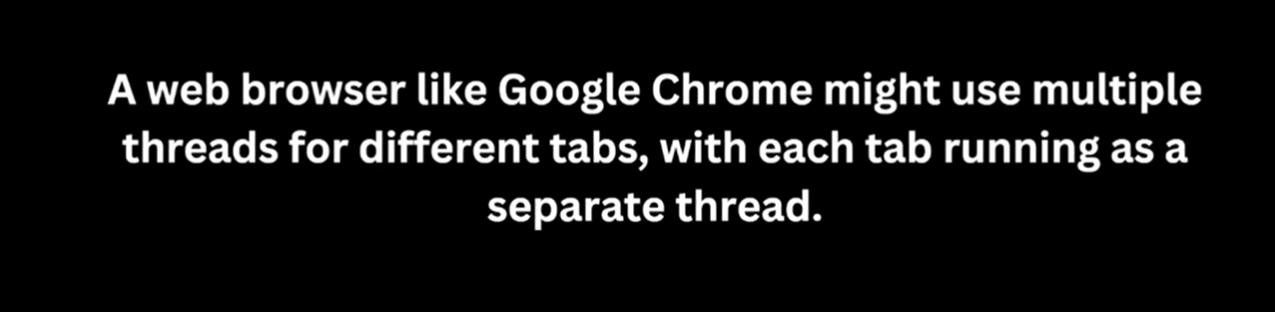 A web browser like Google Chrome might use multiple
threads for different tabs, with each tab running as a
separate thread.